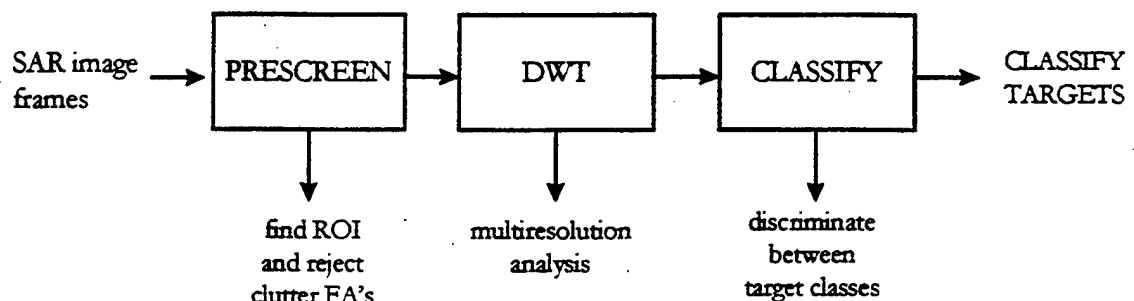 SAR image
frames
PRESCREEN
DWT
CLASSIFY
CLASSIFY
TARGETS
find ROI
and reject
clutter FA's
multiresolution
analysis
discriminate
between
target classes